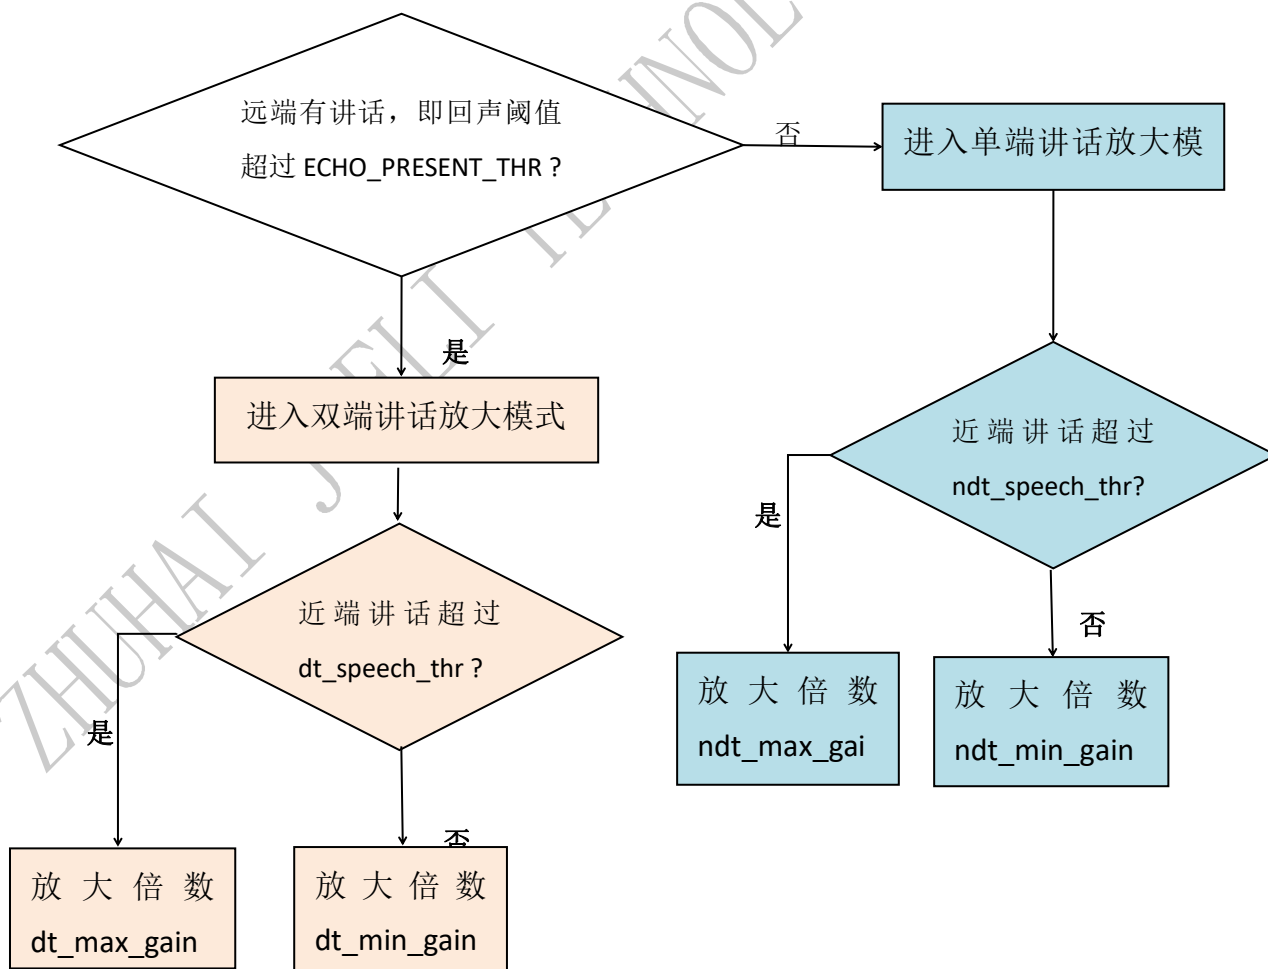 远端有讲话，即回声阈值
超过 ECHO_PRESENT_THR ?
否
进入单端讲话放大模
是
进入双端讲话放大模式
近端讲话超过
ndt_speech_thr?
是
否
近端讲话超过
dt_speech_thr ?
放大倍数
ndt_max_gai
放大倍数
ndt_min_gain
是
否
放大倍数
dt_max_gain
放大倍数
dt_min_gain
ZHUHAI